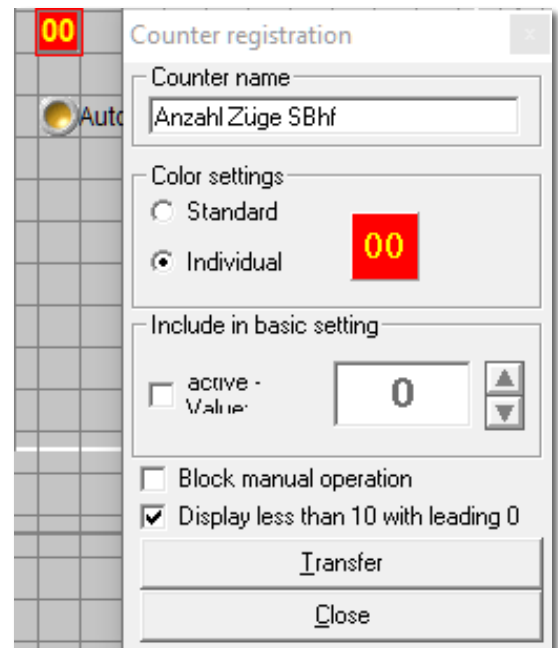 00
Counter registration
x
Counter name
Auto
Anzahl Züge SBhf
Color settings
Standard
00
Individual
Include in basic setting
active -
Value:
0
Block manual operation
Display less than 10 with leading 0
Transfer
Close